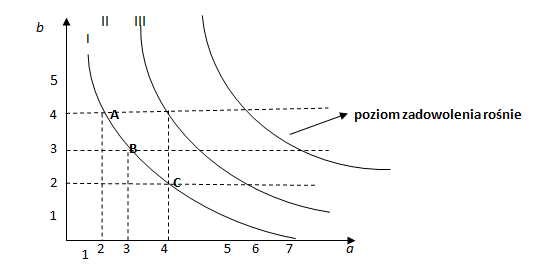 II III
b
I
5
4 A poziom zadowolenia rośnie
3 B
2 C
1
1 2 3 4 5 6 7 a